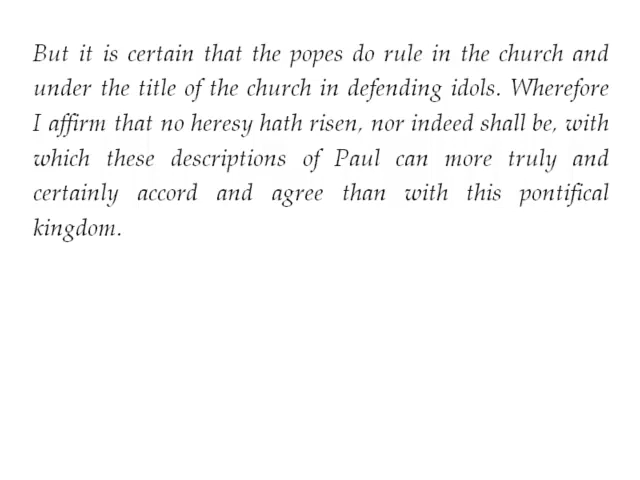 But it is certain that the popes do rule in the church and
under the title of the church in defending idols. Wherefore
I affirm that no heresy hath risen, nor indeed shall be, with
which these descriptions of Paul can more truly and
certainly accord and agree than with this pontifical
kingdom.